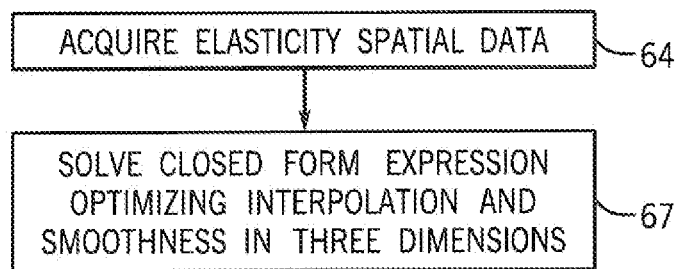 ACQUIRE ELASTICITY SPATIAL DATA
64
SOLVE CLOSED FORM EXPRESSION
OPTIMIZING INTERPOLATION AND
SMOOTHNESS IN THREE DIMENSIONS
67